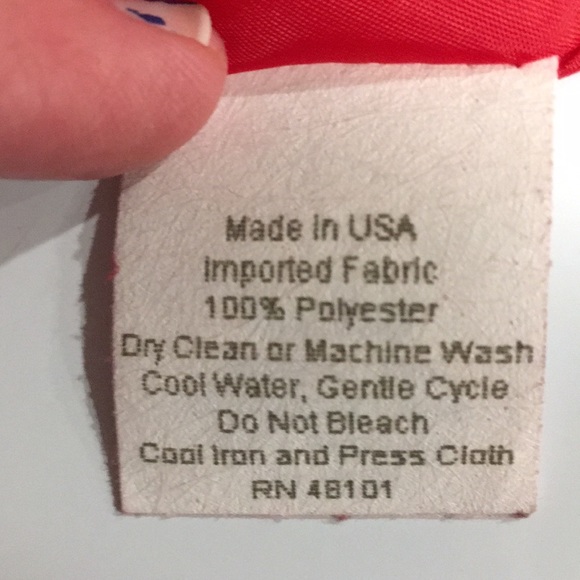 Made in USA
Imported Fabric
100% Polyester
Dry Clean or Machine Wash
Cool Water, Gentle Cycle
Do Not Bleach
Cool Iron and Press Cloth
RN 48101